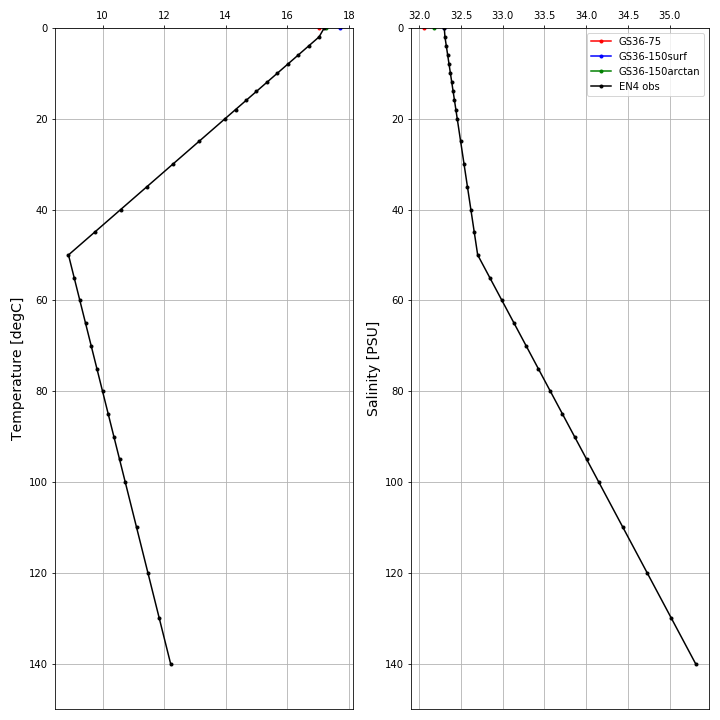 10 12 14 16 18
32.0 32.5 33.0 33.5 34.0 34.5 35.0
GS36-75
GS36-150surf
GS36-150arctan
EN4 obs
0
20
40
60
80
100
120
140
Temperature [degC]
0
20
40
60
80
100
120
140
Salinity [PSU]